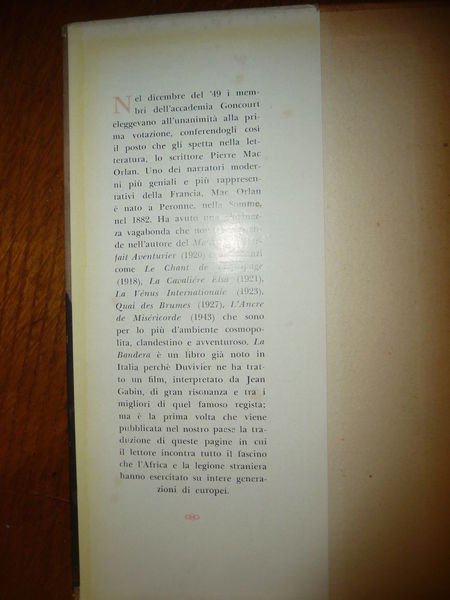 Nel dicembre del '49 i mem-
bri dell'accademia Goncourt
eleggevano all'unanimità alla pri-
ma votazione, conferendogli così
il posto che gli spetta nella let-
teratura, lo scrittore Pierre Mac
Orlan. Uno dei narratori moder-
ni più geniali e più rappresen-
tativi della Francia, Mac Orlan
è nato a Peronne, nella Somme,
nel 1882. Ha avuto una
za vagabonda che non
de nell'autore del
fait Aventurier (1920)
come Le Chant de
(1918), La Cavalière Elsa (1921),
La Vénus Internationale (1923),
Quai des Brumes (1927), L'Ancre
de Miséricorde (1943) che sono
per lo più d'ambiente cosmopo-
lita, clandestino e avventuroso. La
Bandera è un libro già noto in
Italia perchè Duvivier ne ha trat-
to un film, interpretato da Jean
Gabin, di gran risonanza e tra i
migliori di quel famoso regista;
ma è la prima volta che viene
pubblicata nel nostro paese la tra-
duzione di queste pagine in cui
il lettore incontra tutto il fascino
che l'Africa e la legione straniera
hanno esercitato su intere genera-
zioni di europei.